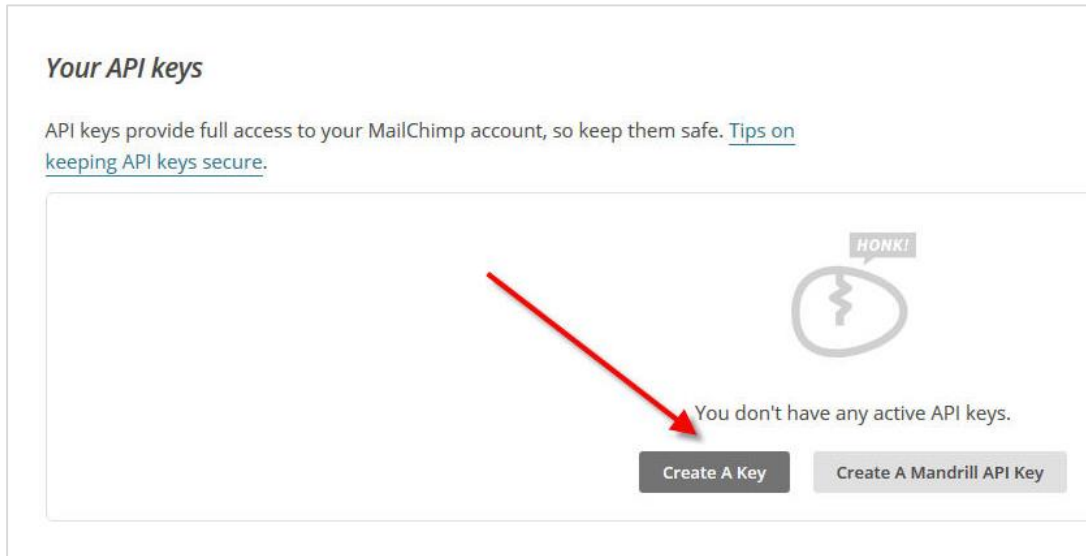 Your API keys
API keys provide full access to your MailChimp account, so keep them safe. Tips on
keeping API keys secure.
HONK!
You don't have any active API keys.
Create A Key
Create A Mandrill API Key